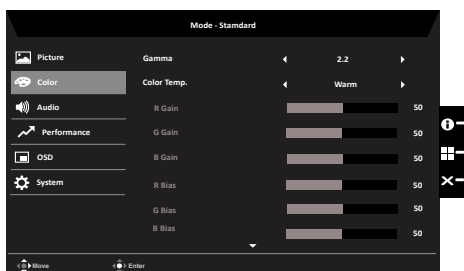 Mode - Standard
Picture
Gamma 2.2
Color
Color Temp. Warm
Audio
R Gain 50
Performance
G Gain 50
OSD
B Gain 50
System
R Bias 50
G Bias 50
B Bias 50
Move Enter